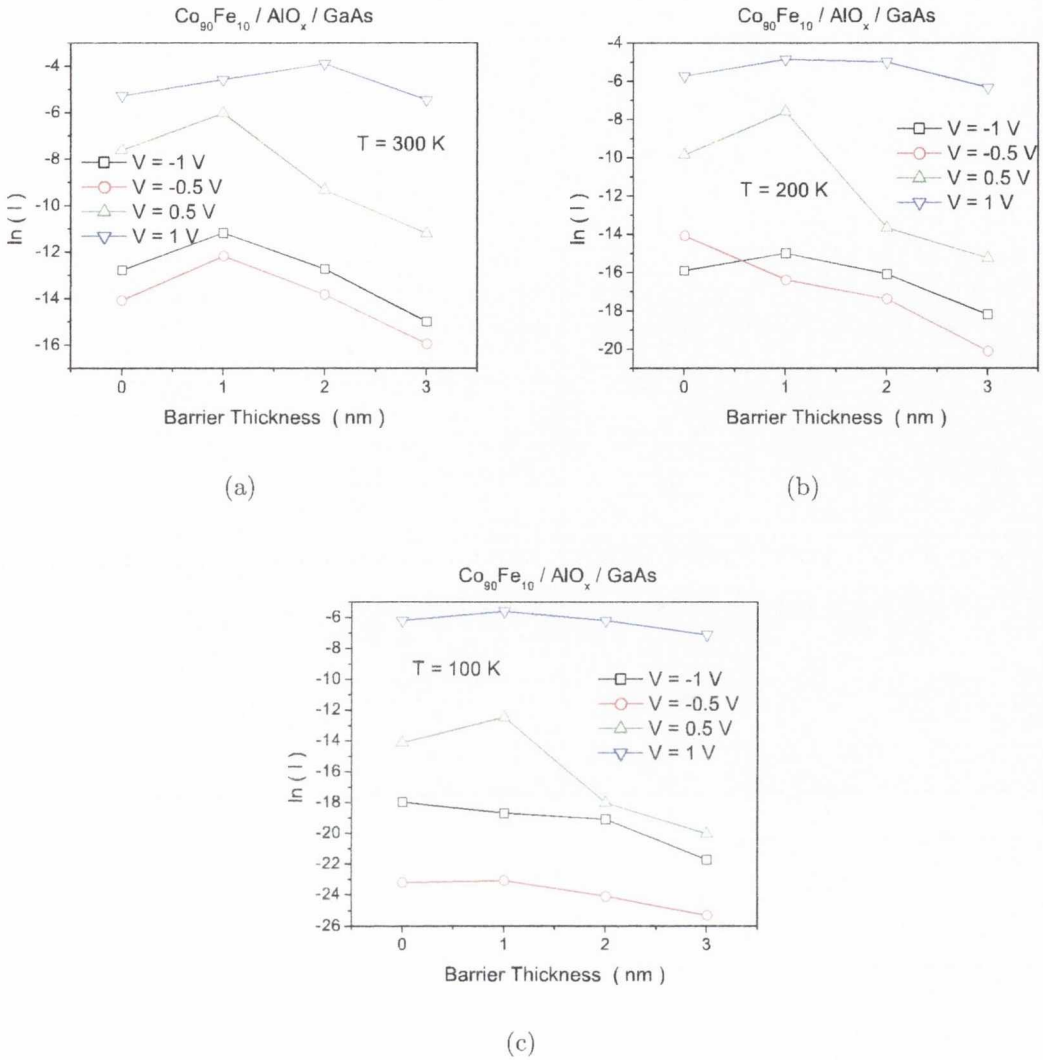 Co₉₀Fe₁₀ / AlOₓ / GaAs
-4
-6
-8
-10
-12
-14
-16
ln ( I )
T = 300 K
V = -1 V
V = -0.5 V
V = 0.5 V
V = 1 V
0 1 2 3
Barrier Thickness ( nm )
(a)
Co₉₀Fe₁₀ / AlOₓ / GaAs
-4
-6
-8
-10
-12
-14
-16
-18
-20
ln ( I )
T = 200 K
V = -1 V
V = -0.5 V
V = 0.5 V
V = 1 V
0 1 2 3
Barrier Thickness ( nm )
(b)
Co₉₀Fe₁₀ / AlOₓ / GaAs
-6
-8
-10
-12
-14
-16
-18
-20
-22
-24
-26
ln ( I )
T = 100 K
V = -1 V
V = -0.5 V
V = 0.5 V
V = 1 V
0 1 2 3
Barrier Thickness ( nm )
(c)